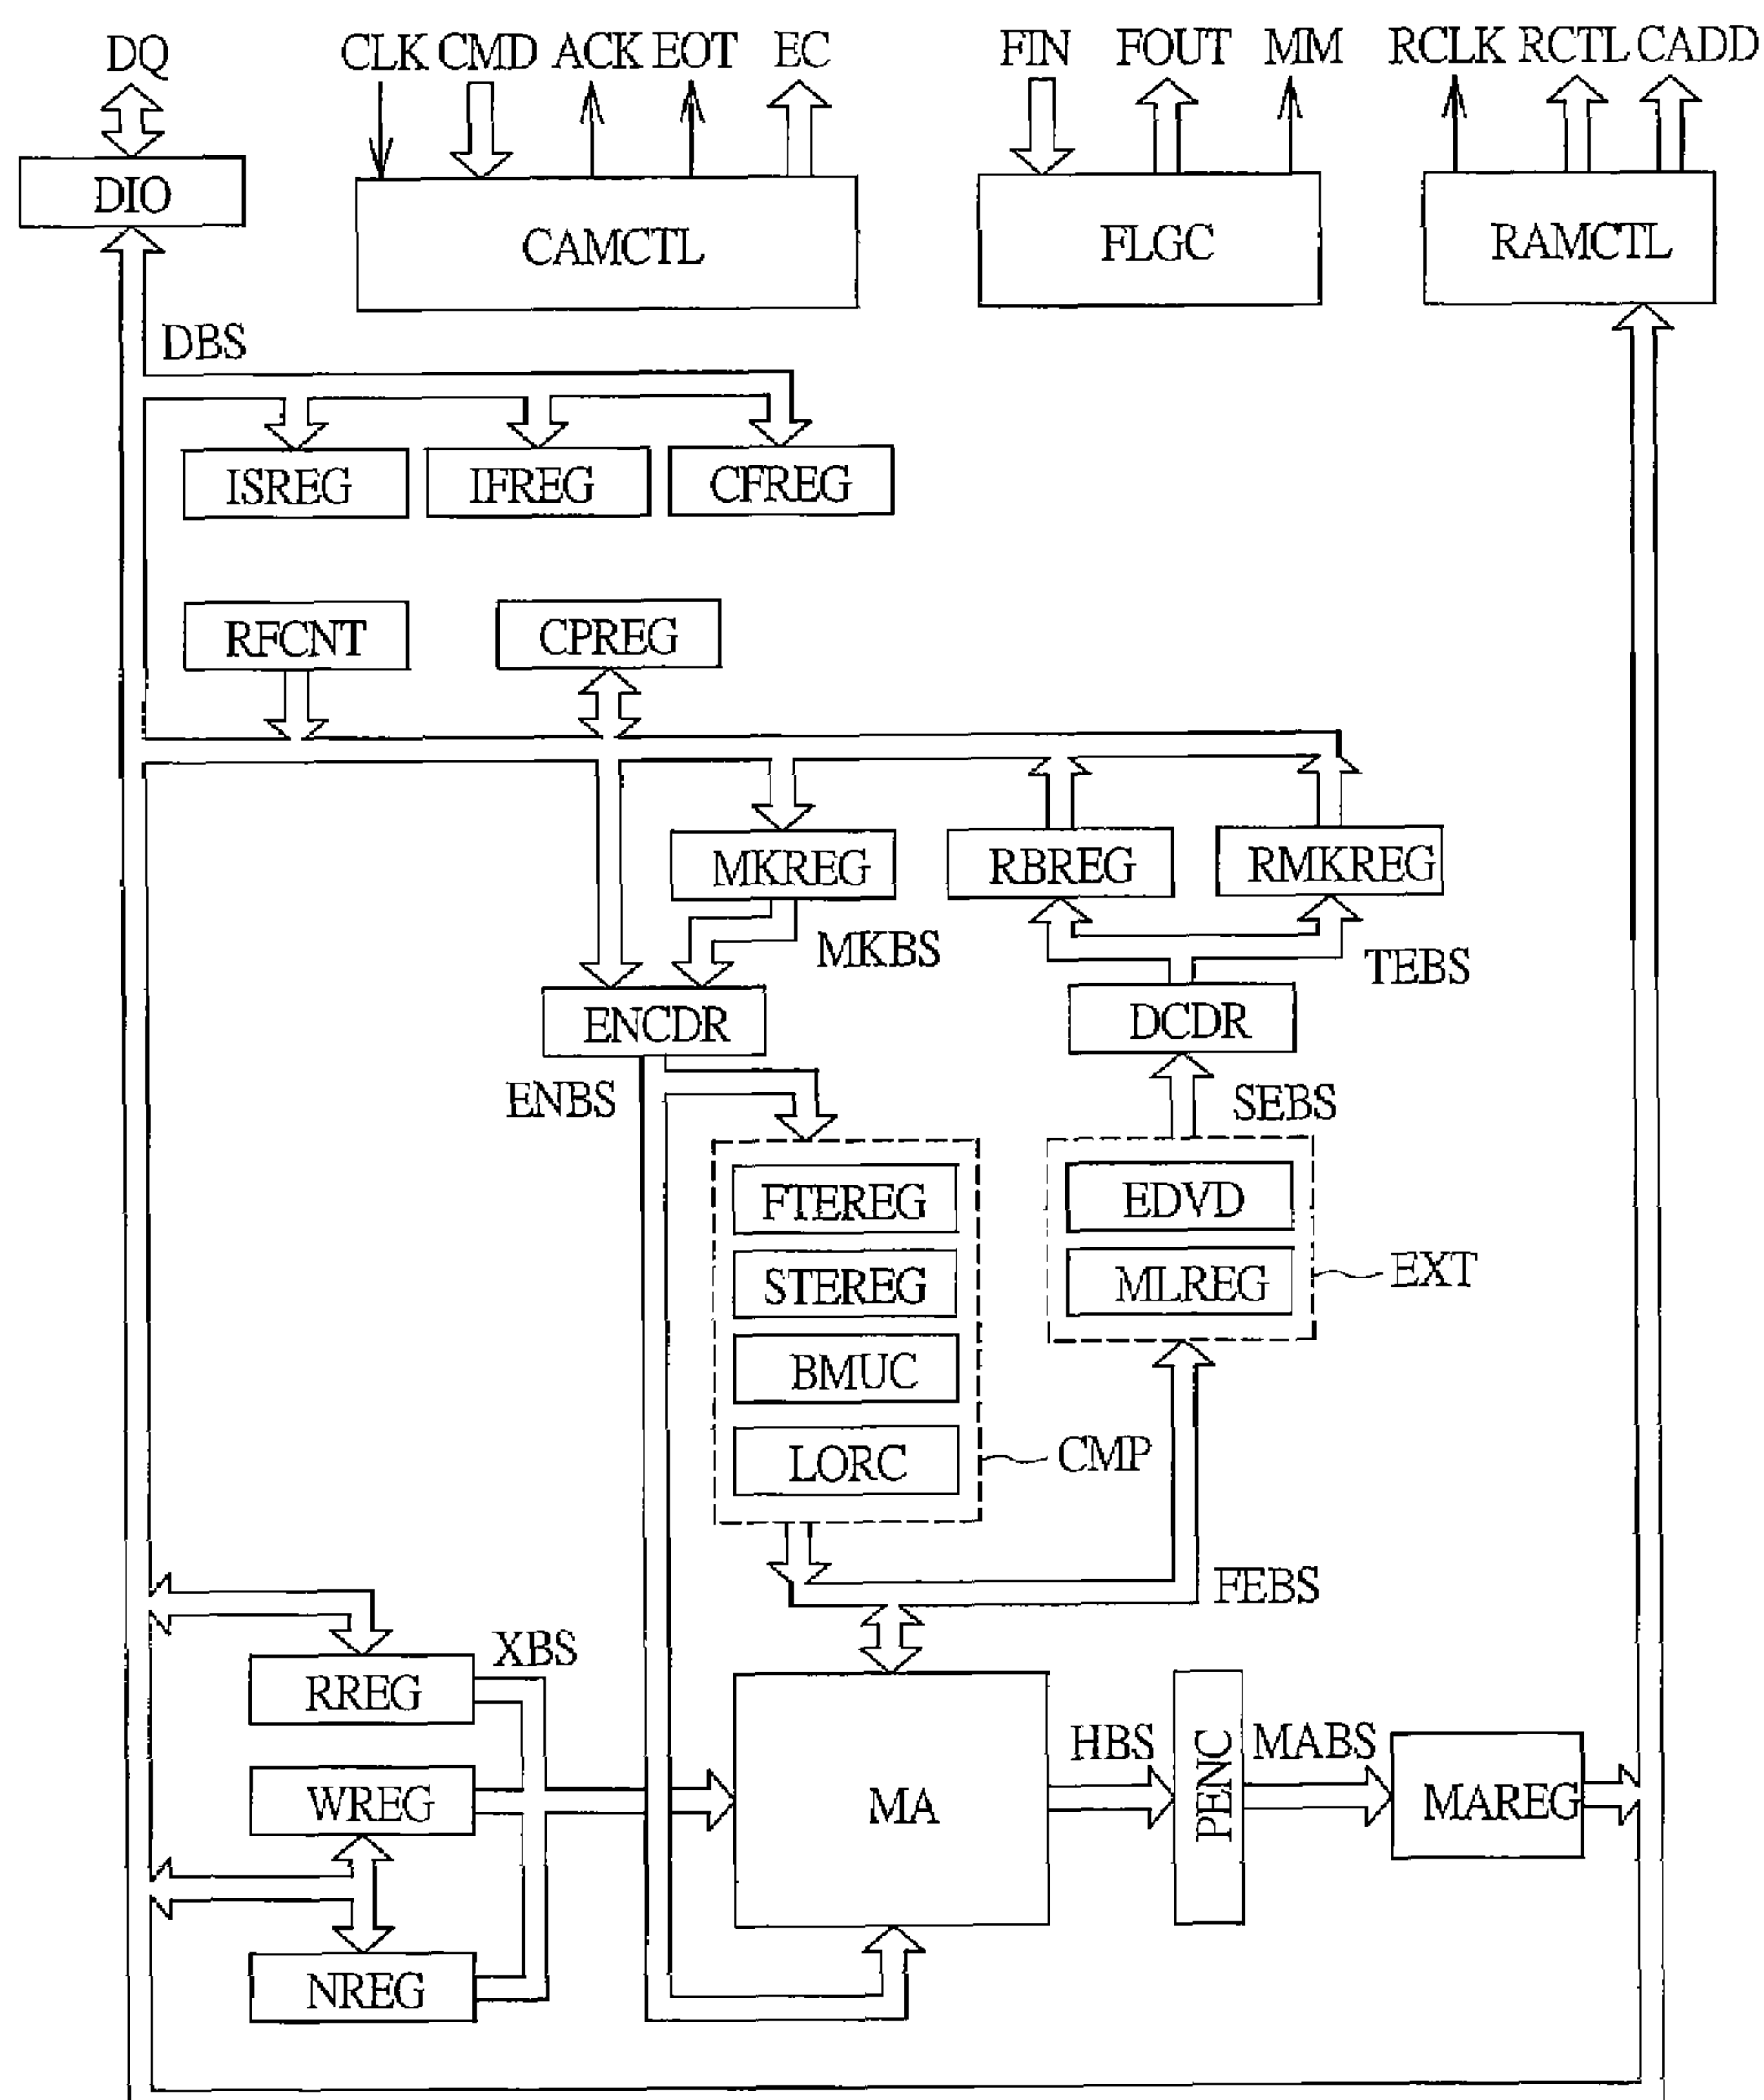 DQ CLK CMD ACK EOT EC FIN FOUT MM RCLK RCTL CADD
DIO
CAMCTL FLGC RAMCTL
DBS
ISREG IFREG CFREG
RFCNT CPREG
MKREG RBREG RMKREG
MKBS TEBS
ENCDR DCDR
ENBS SEBS
FTEREG EDVD
STEREG MLREG EXT
BMUC
LORC CMP
FEBS
XBS
RREG
HBS PENC MABS
WREG MA MAREG
NREG